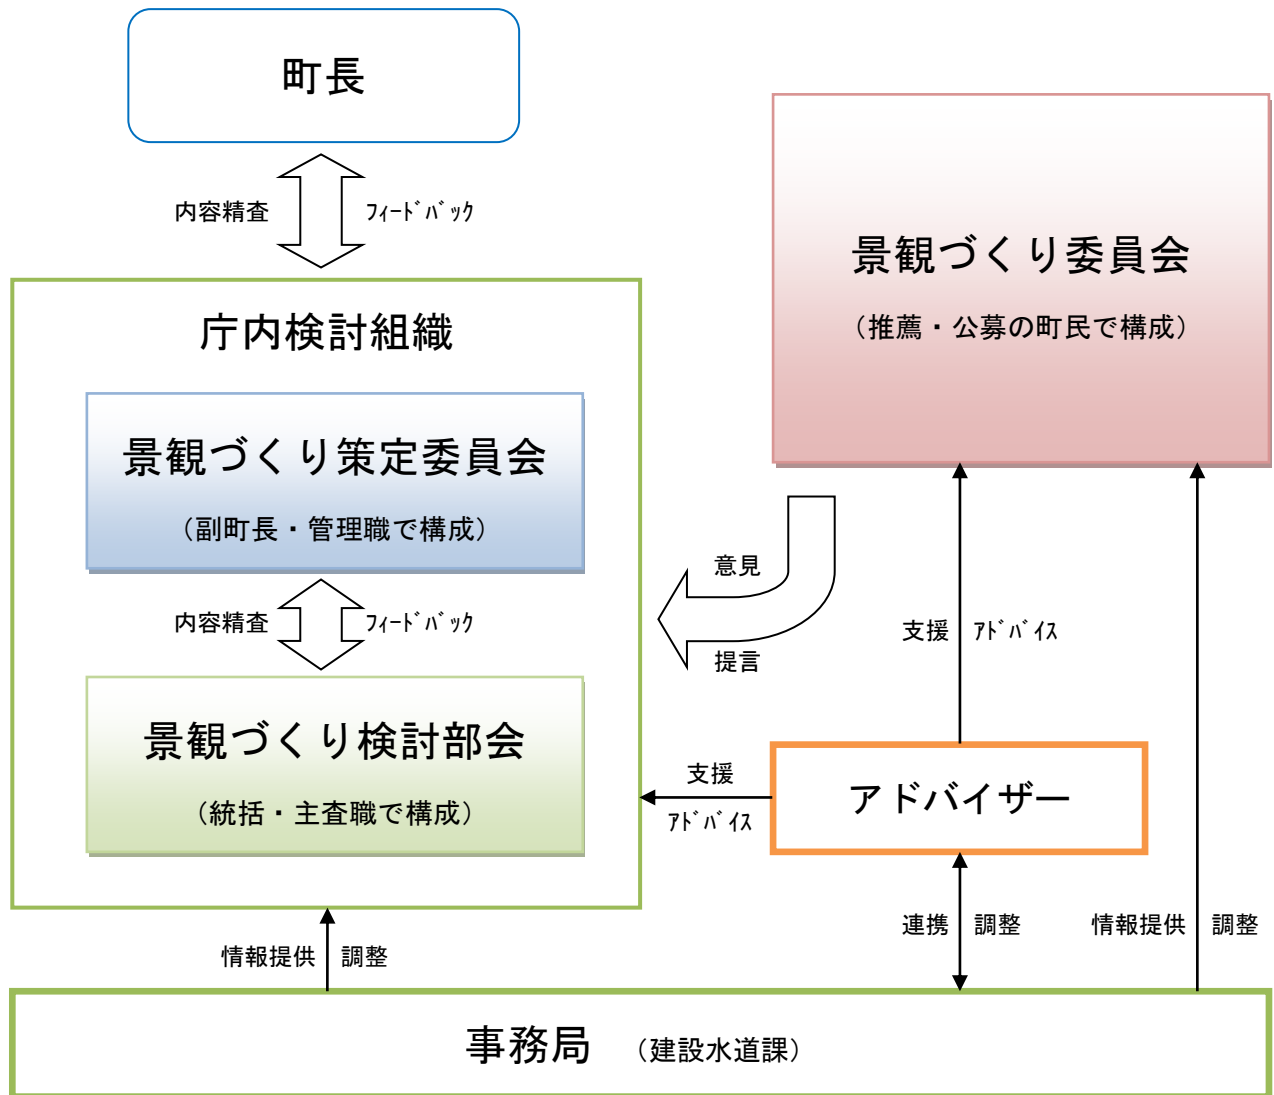 町長
内容精査 ﾌｨｰﾄﾞﾊﾞｯｸ
景観づくり委員会
（推薦・公募の町民で構成）
庁内検討組織
景観づくり策定委員会
（副町長・管理職で構成）
内容精査 ﾌｨｰﾄﾞﾊﾞｯｸ
景観づくり検討部会
（統括・主査職で構成）
意見
提言
支援 ｱﾄﾞﾊﾞｲｽ
支援
ｱﾄﾞﾊﾞｲｽ
アドバイザー
情報提供 調整
連携 調整
情報提供 調整
事務局 （建設水道課）